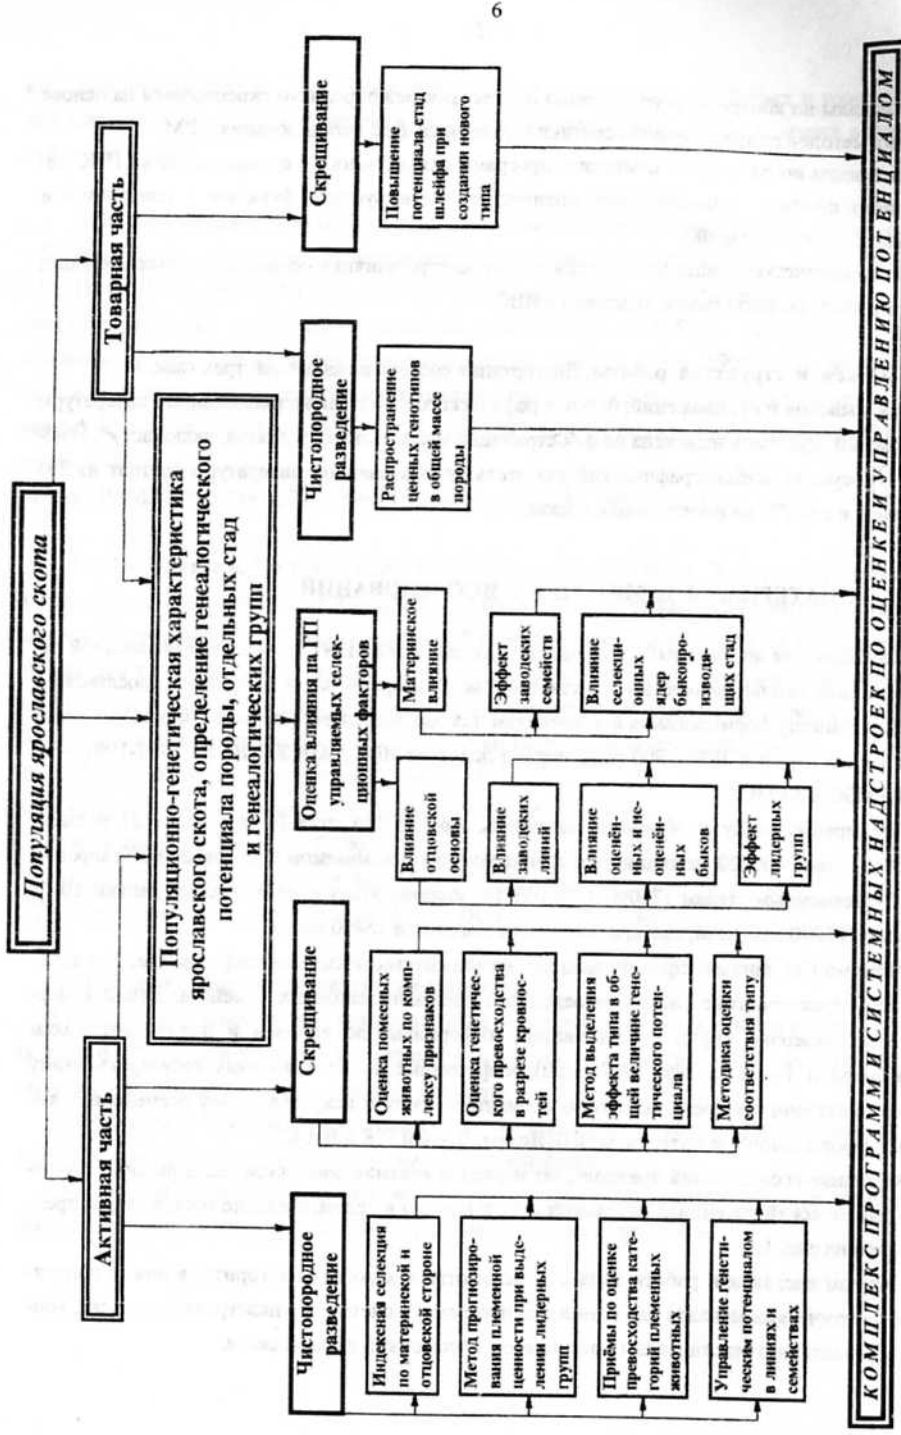 6
Популяция ярославского скота
Активная часть
Товарная часть
Популяционно-генетическая характеристика
ярославского скота, определение генеалогического
потенциала породы, отдельных стад
и генеалогических групп
Чистопородное
разведение
Скрещивание
Оценка влияния на ГП
управляемых селек-
ционных факторов
Чистопородное
разведение
Скрещивание
Индексная селекция
по материнской и
отцовской стороне
Метод прогнозиро-
вания племенной
ценности при выде-
лении лидерных
групп
Приёмы по оценке
превосходства кате-
горий племенных
животных
Управление генети-
ческим потенциалом
в линиях и
семействах
Оценка помесных
животных по комп-
лексу признаков
Оценка генетичес-
кого превосходства
в разрезе кровнос-
тей
Метод выделения
эффекта типа в об-
щей величине гене-
тического потен-
циала
Методика оценки
соответствия типу
Влияние
отцовской
основы
Влияние
заводских
линий
Влияние
оценён-
ных и не-
оценён-
ных
быков
Эффект
лидерных
групп
Материнское
влияние
Эффект
заводских
семейств
Влияние
селекци-
онных
ядер
быкопро-
изводя-
щих стад
Распространение
ценных генотипов
в общей массе
породы
Повышение
потенциала стад
шлейфа при
создании нового
типа
КОМПЛЕКС ПРОГРАММ И СИСТЕМНЫХ НАДСТРОЕК ПО ОЦЕНКЕ И УПРАВЛЕНИЮ ПОТЕНЦИАЛОМ